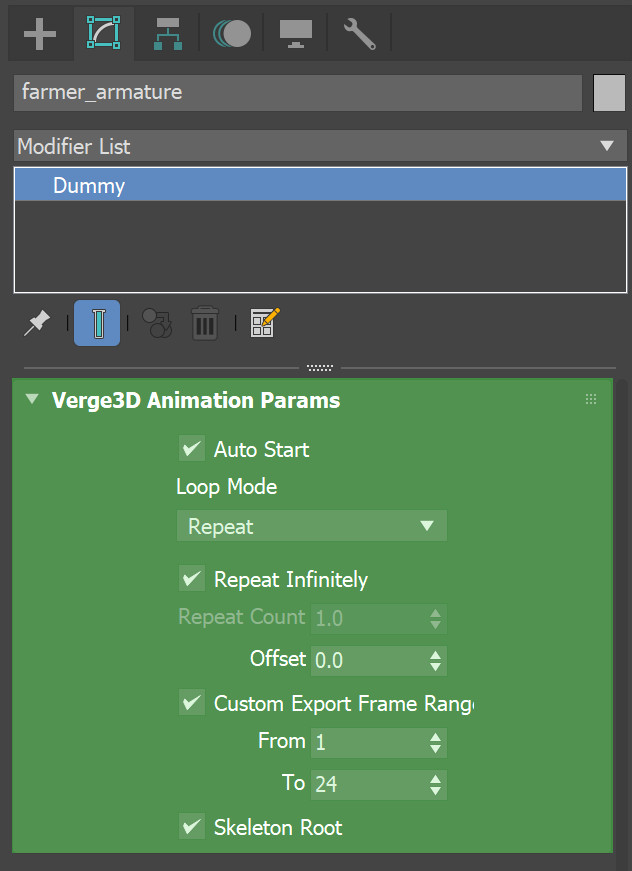 farmer_armature
Modifier List
Dummy
Verge3D Animation Params
Auto Start
Loop Mode
Repeat
Repeat Infinitely
Repeat Count 1.0
Offset 0.0
Custom Export Frame Rang
From 1
To 24
Skeleton Root